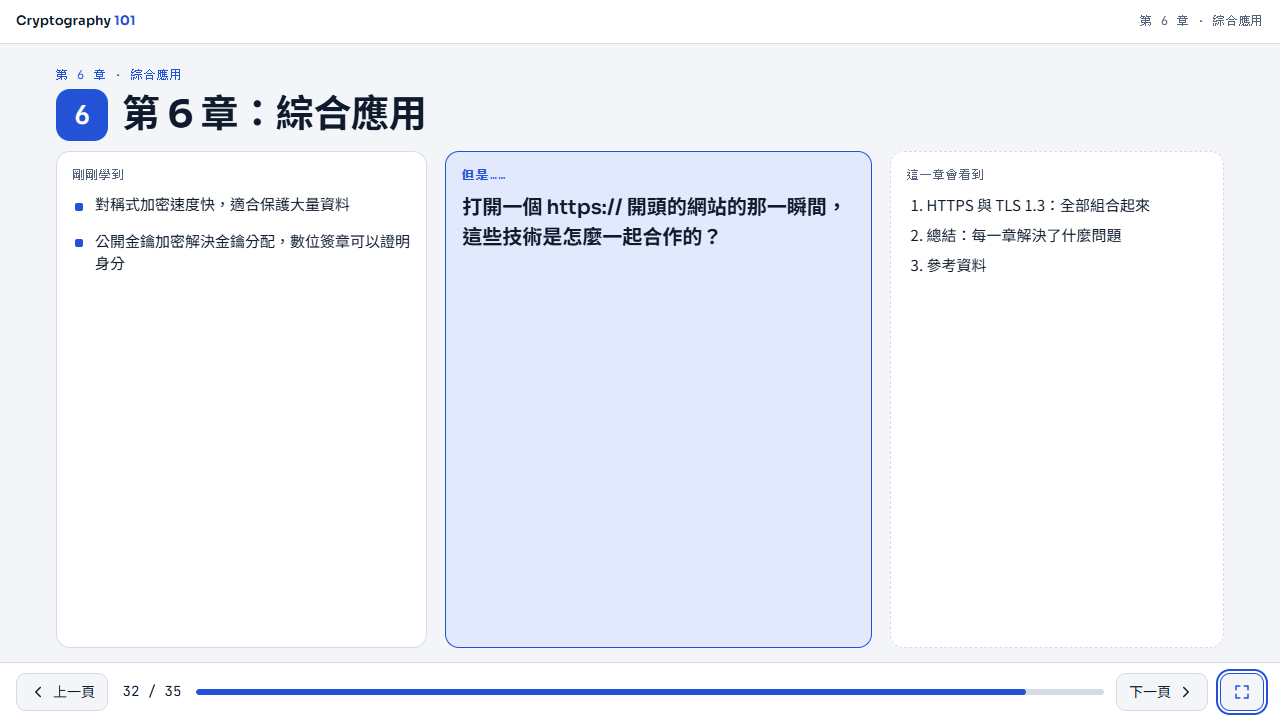 Cryptography 101
第 6 章 · 綜合應用
第 6 章 · 綜合應用
6
第 6 章：綜合應用
剛剛學到
對稱式加密速度快，適合保護大量資料
公開金鑰加密解決金鑰分配，數位簽章可以證明
身分
但是……
打開一個 https:// 開頭的網站的那一瞬間，
這些技術是怎麼一起合作的？
這一章會看到
1. HTTPS 與 TLS 1.3：全部組合起來
2. 總結：每一章解決了什麼問題
3. 參考資料
上一頁
32 / 35
下一頁